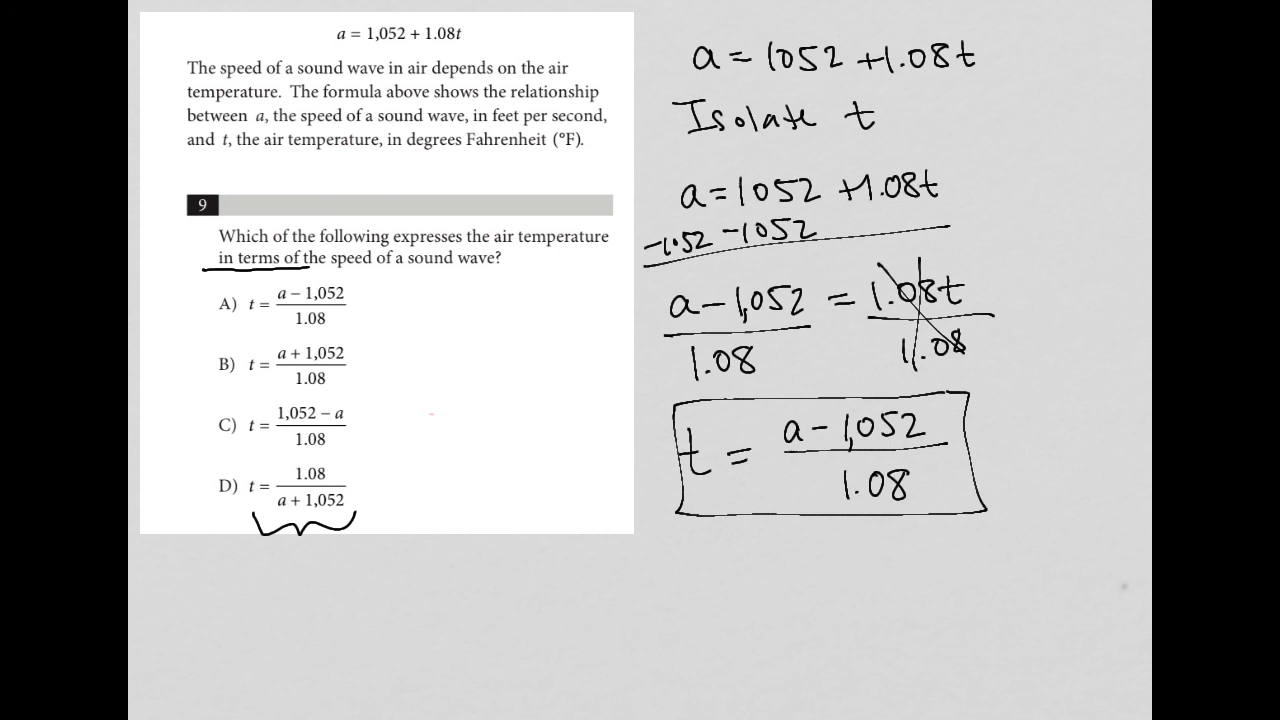 a = 1,052 + 1.08t
The speed of a sound wave in air depends on the air
temperature. The formula above shows the relationship
between a, the speed of a sound wave, in feet per second,
and t, the air temperature, in degrees Fahrenheit (°F).
9
Which of the following expresses the air temperature
in terms of the speed of a sound wave?
A) t = a − 1,052
1.08
B) t = a + 1,052
1.08
C) t = 1,052 − a
1.08
D) t = 1.08
a + 1,052
a = 1052 + 1.08t
Isolate t
a = 1052 + 1.08t
-1052 -1052
a - 1,052 = 1.08t
1.08 1.08
t = a - 1,052
1.08